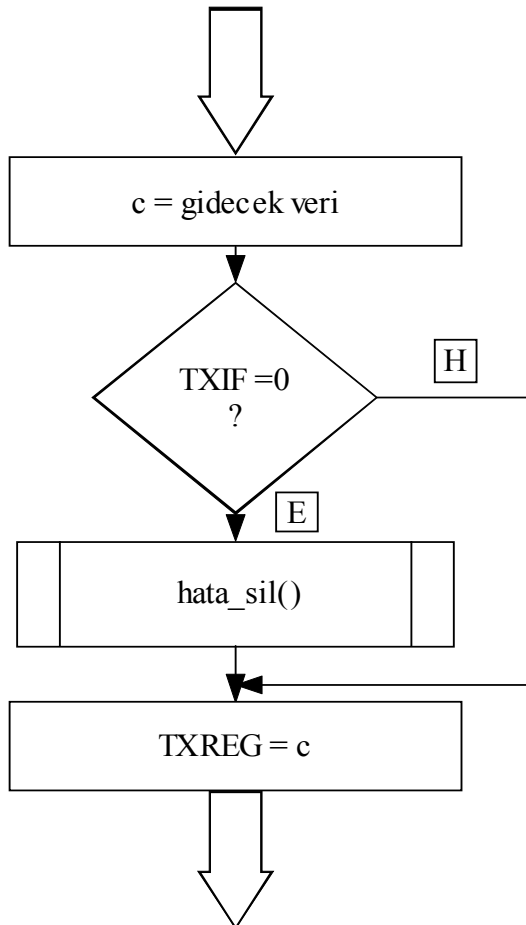 c = gidecek veri
TXIF =0
?
H
E
hata_sil()
TXREG = c